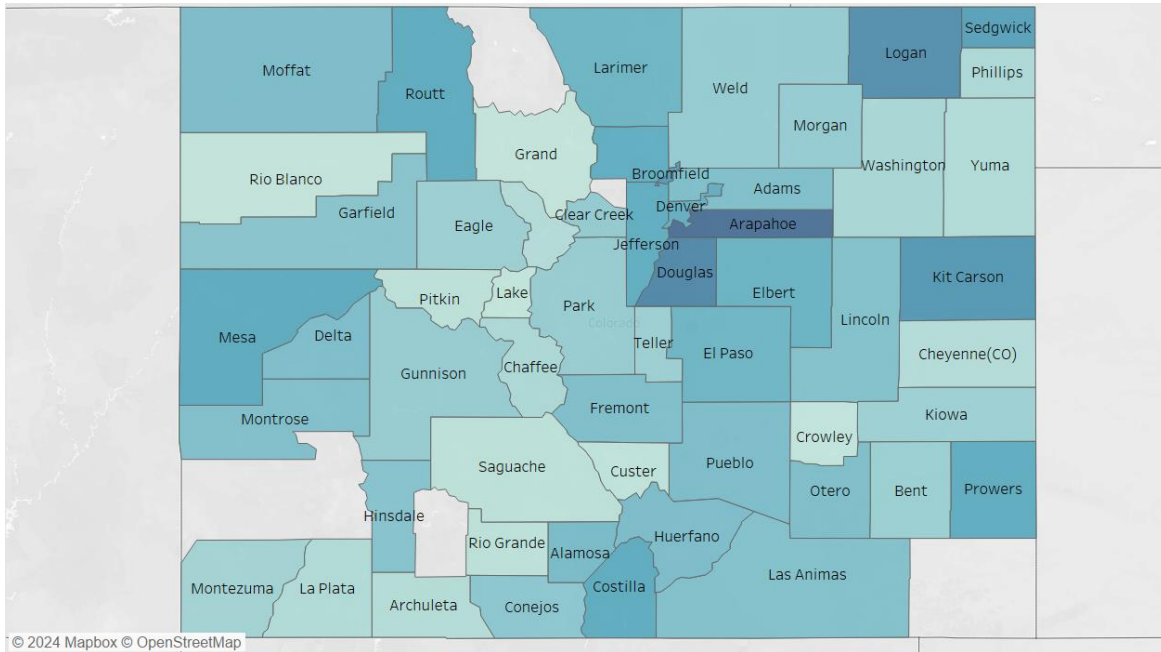 Sedgwick
Logan
Larimer
Moffat
Phillips
Weld
Routt
Morgan
Grand
Washington
Yuma
Broomfield
Rio Blanco
Adams
Denver
Garfield
Clear Creek
Eagle
Arapahoe
Jefferson
Douglas
Kit Carson
Elbert
Lake
Pitkin
Park
Lincoln
Colorado
Mesa
Delta
Teller
El Paso
Cheyenne(CO)
Chaffee
Gunnison
Fremont
Kiowa
Montrose
Crowley
Pueblo
Saguache
Custer
Otero
Bent
Prowers
Hinsdale
Huerfano
Rio Grande
Alamosa
Las Animas
Montezuma
La Plata
Costilla
Archuleta
Conejos
© 2024 Mapbox © OpenStreetMap